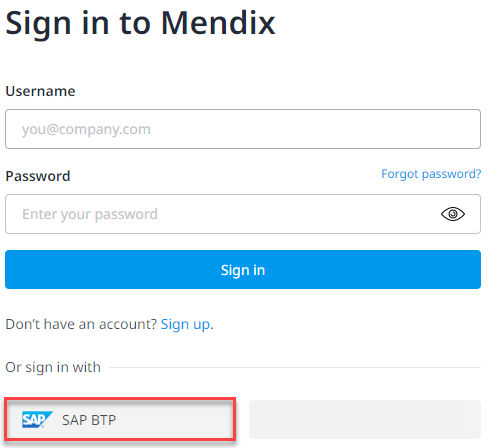 Sign in to Mendix
Username
you@company.com
Password Forgot password?
Enter your password
Sign in
Don’t have an account? Sign up.
Or sign in with
SAP SAP BTP